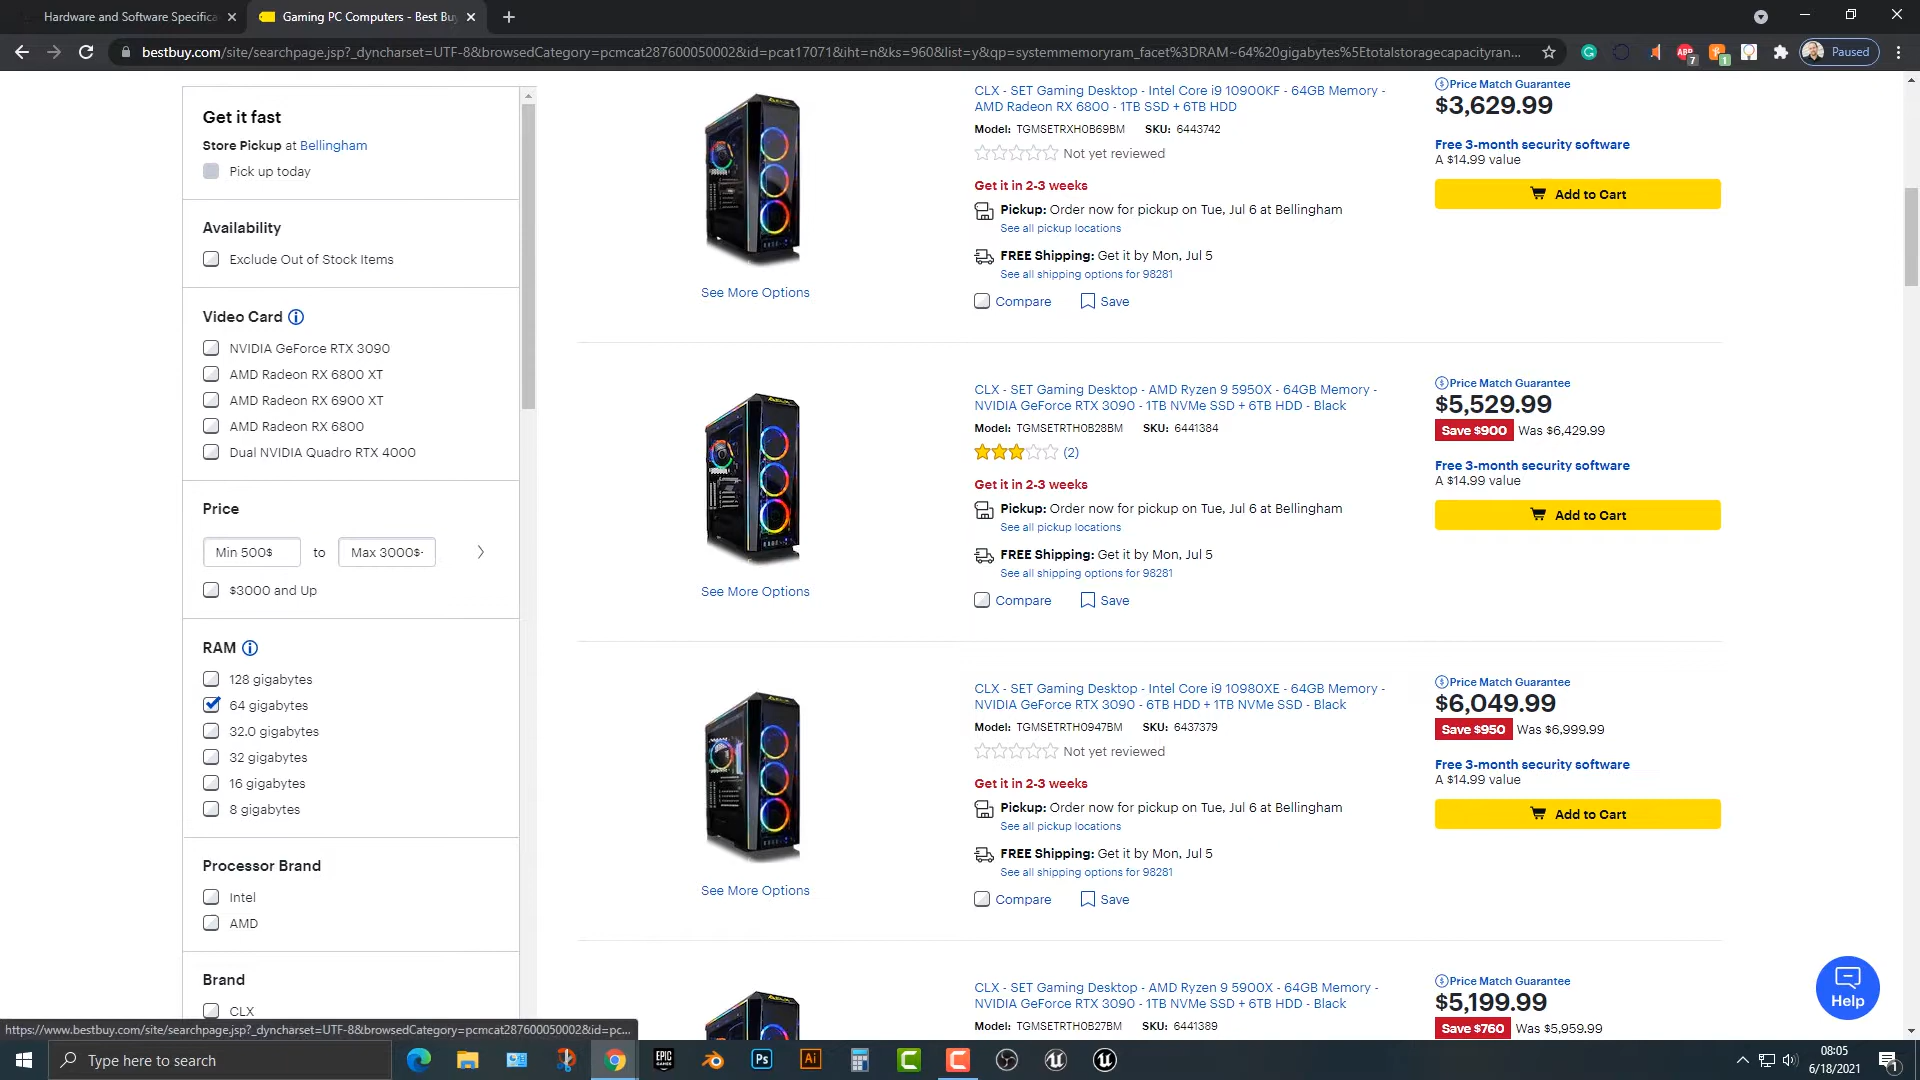 Hardware and Software Specifica
Gaming PC Computers - Best Buy
bestbuy.com/site/searchpage.jsp?_dyncharset=UTF-8&browsedCategory=pcmcat287600050002&id=pcat17071&iht=n&ks=960&list=y&qp=systemmemoryram_facet%3DRAM~64%20gigabytes%5Etotalstoragecapacityran...
ABP
7
1
Paused
Get it fast
Store Pickup at Bellingham
Pick up today
Availability
Exclude Out of Stock Items
Video Card
NVIDIA GeForce RTX 3090
AMD Radeon RX 6800 XT
AMD Radeon RX 6900 XT
AMD Radeon RX 6800
Dual NVIDIA Quadro RTX 4000
Price
Min 500$ to Max 3000$-
$3000 and Up
RAM
128 gigabytes
64 gigabytes
32.0 gigabytes
32 gigabytes
16 gigabytes
8 gigabytes
Processor Brand
Intel
AMD
Brand
CLX
See More Options
CLX - SET Gaming Desktop - Intel Core i9 10900KF - 64GB Memory -
AMD Radeon RX 6800 - 1TB SSD + 6TB HDD
Model: TGMSETRXH0B69BM SKU: 6443742
Not yet reviewed
Get it in 2-3 weeks
Pickup: Order now for pickup on Tue, Jul 6 at Bellingham
See all pickup locations
FREE Shipping: Get it by Mon, Jul 5
See all shipping options for 98281
Compare Save
Price Match Guarantee
$3,629.99
Free 3-month security software
A $14.99 value
Add to Cart
See More Options
CLX - SET Gaming Desktop - AMD Ryzen 9 5950X - 64GB Memory -
NVIDIA GeForce RTX 3090 - 1TB NVMe SSD + 6TB HDD - Black
Model: TGMSETRTH0B28BM SKU: 6441384
(2)
Get it in 2-3 weeks
Pickup: Order now for pickup on Tue, Jul 6 at Bellingham
See all pickup locations
FREE Shipping: Get it by Mon, Jul 5
See all shipping options for 98281
Compare Save
Price Match Guarantee
$5,529.99
Save $900 Was $6,429.99
Free 3-month security software
A $14.99 value
Add to Cart
See More Options
CLX - SET Gaming Desktop - Intel Core i9 10980XE - 64GB Memory -
NVIDIA GeForce RTX 3090 - 6TB HDD + 1TB NVMe SSD - Black
Model: TGMSETRTH0947BM SKU: 6437379
Not yet reviewed
Get it in 2-3 weeks
Pickup: Order now for pickup on Tue, Jul 6 at Bellingham
See all pickup locations
FREE Shipping: Get it by Mon, Jul 5
See all shipping options for 98281
Compare Save
Price Match Guarantee
$6,049.99
Save $950 Was $6,999.99
Free 3-month security software
A $14.99 value
Add to Cart
CLX - SET Gaming Desktop - AMD Ryzen 9 5900X - 64GB Memory -
NVIDIA GeForce RTX 3090 - 1TB NVMe SSD + 6TB HDD - Black
Model: TGMSETRTH0B27BM SKU: 6441389
Price Match Guarantee
$5,199.99
Save $760 Was $5,959.99
Help
https://www.bestbuy.com/site/searchpage.jsp?_dyncharset=UTF-8&browsedCategory=pcmcat287600050002&id=pc...
Type here to search
EPIC
GAMES
Ps
Ai
08:05
6/18/2021
1